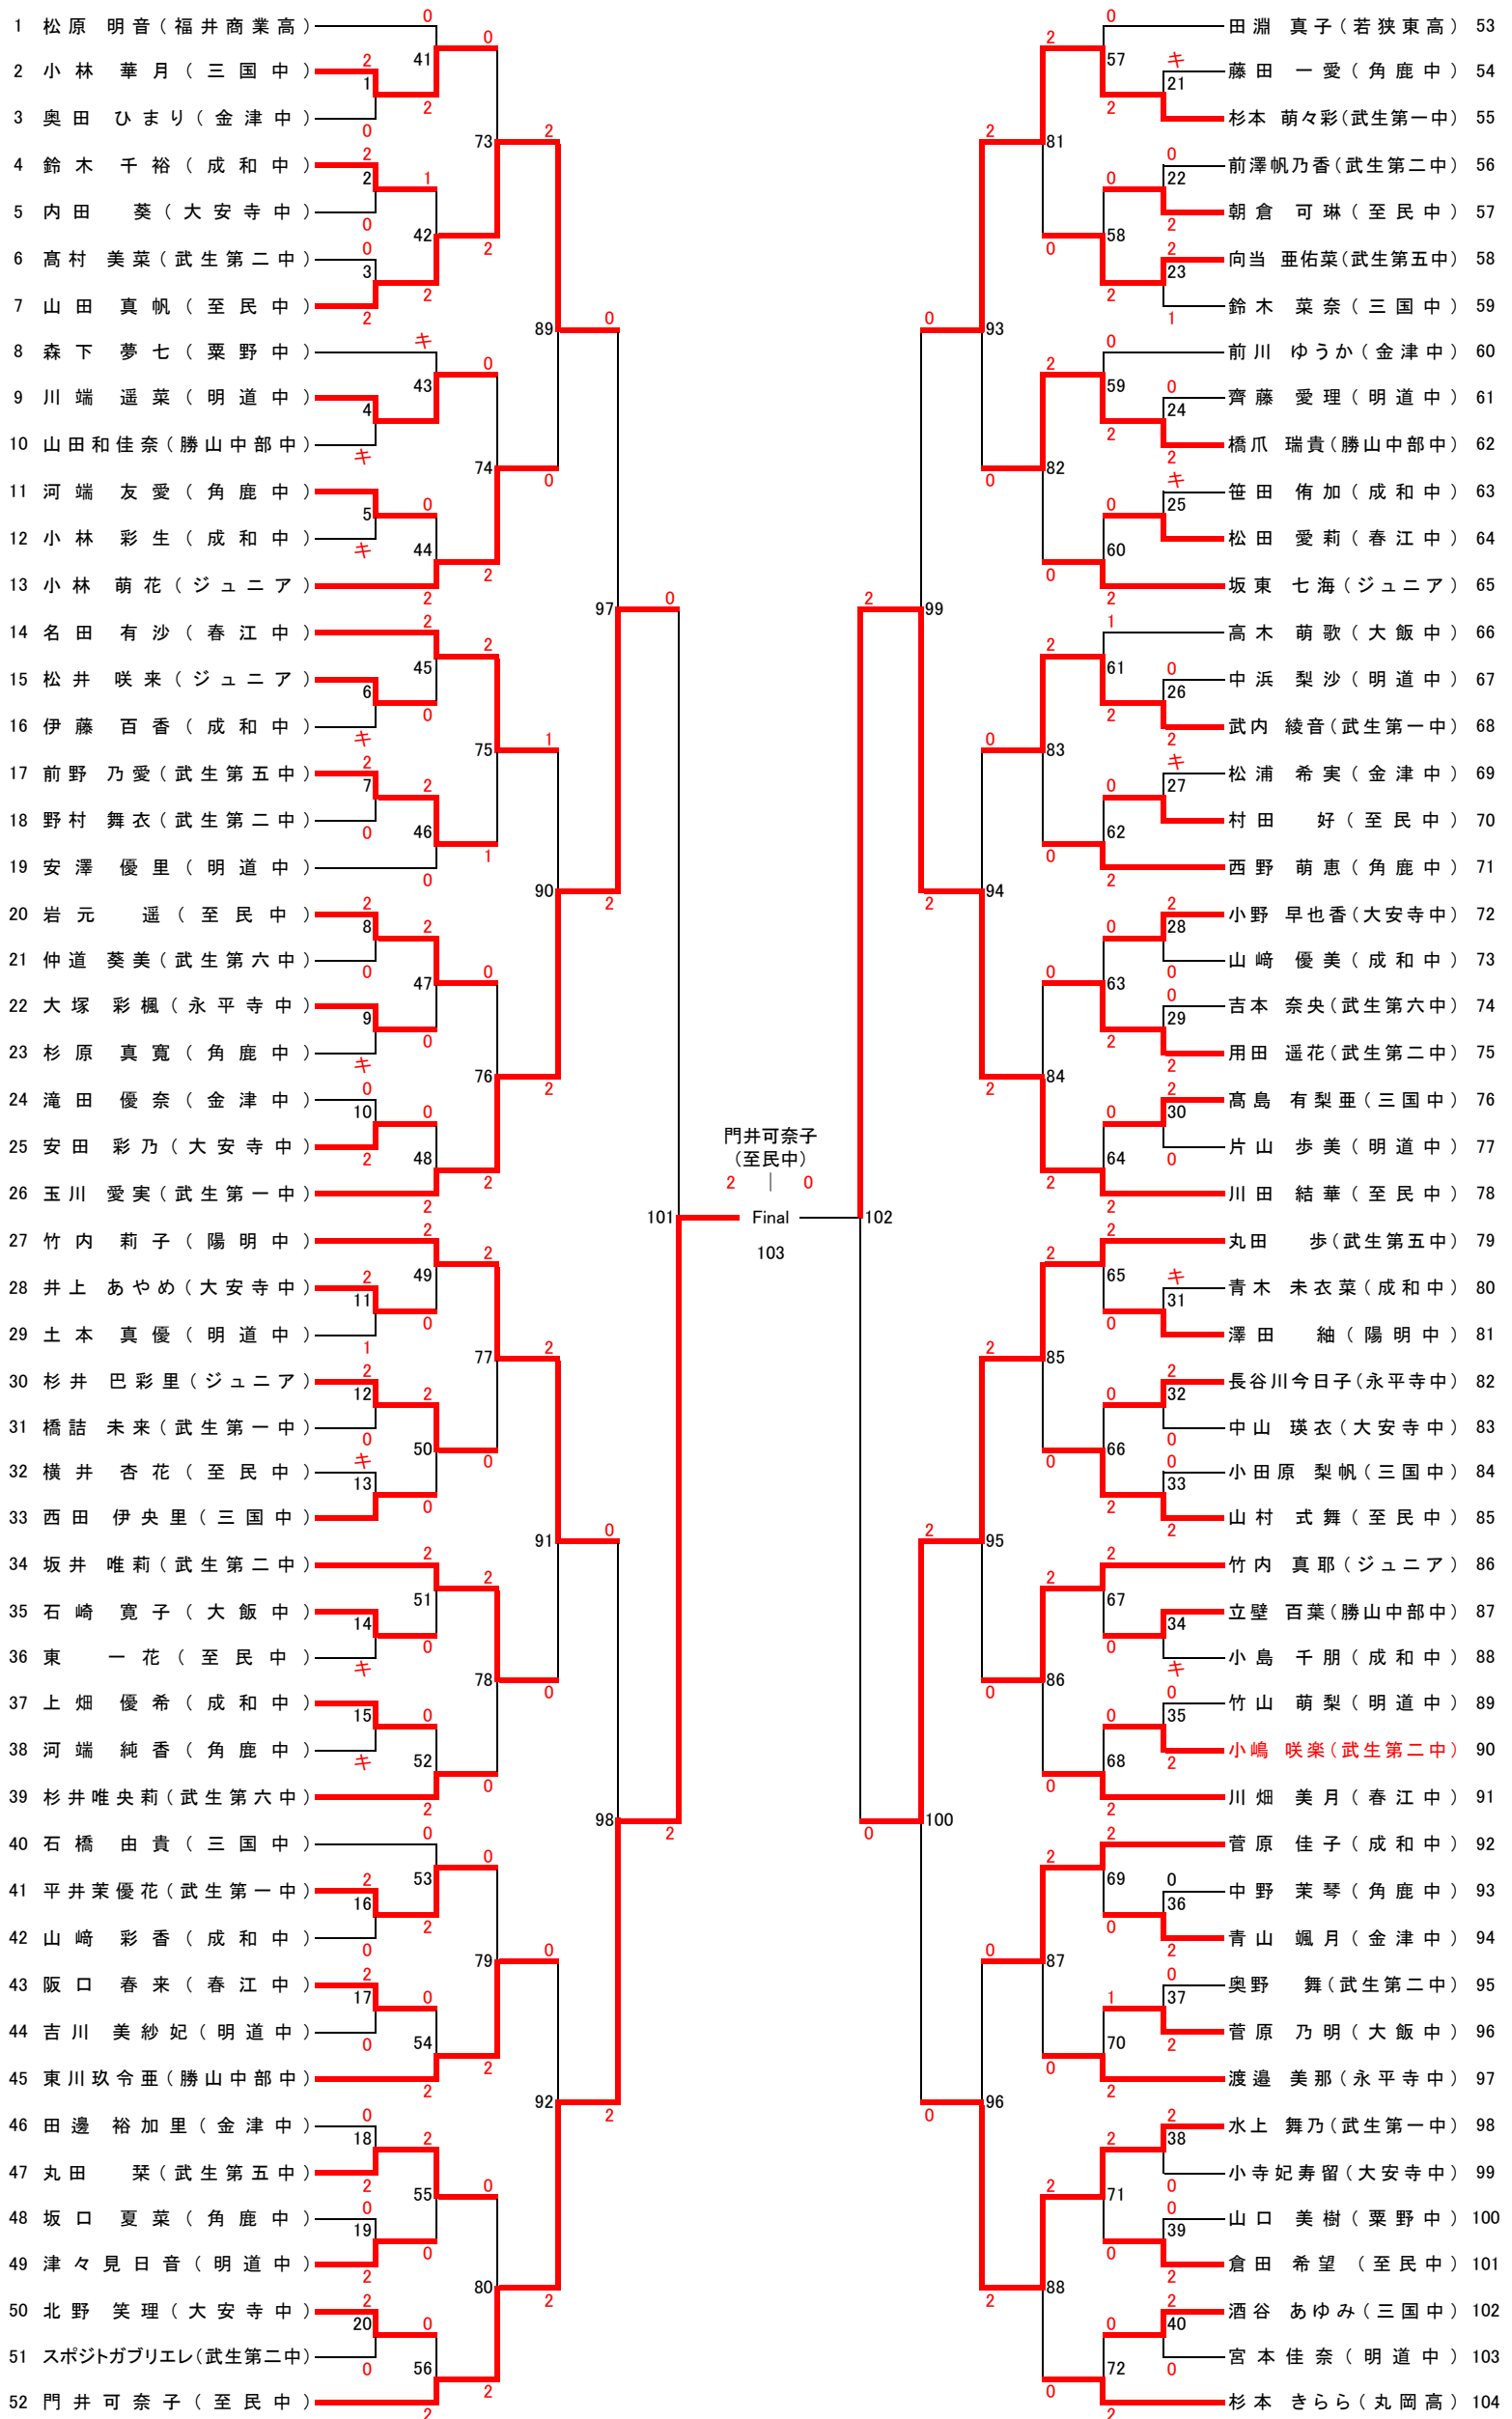 1 松原 明音(福井商業高)
2 小林 華月(三国中)
3 奥田 ひまり(金津中)
4 鈴木 千裕(成和中)
5 内田 葵(大安寺中)
6 髙村 美菜(武生第二中)
7 山田 真帆(至民中)
8 森下 夢七(粟野中)
9 川端 遥菜(明道中)
10 山田和佳奈(勝山中部中)
11 河端 友愛(角鹿中)
12 小林 彩生(成和中)
13 小林 萌花(ジュニア)
14 名田 有沙(春江中)
15 松井 咲来(ジュニア)
16 伊藤 百香(成和中)
17 前野 乃愛(武生第五中)
18 野村 舞衣(武生第二中)
19 安澤 優里(明道中)
20 岩元 遥(至民中)
21 仲道 葵美(武生第六中)
22 大塚 彩楓(永平寺中)
23 杉原 真寛(角鹿中)
24 滝田 優奈(金津中)
25 安田 彩乃(大安寺中)
26 玉川 愛実(武生第一中)
27 竹内 莉子(陽明中)
28 井上 あやめ(大安寺中)
29 土本 真優(明道中)
30 杉井 巴彩里(ジュニア)
31 橋詰 未来(武生第一中)
32 横井 杏花(至民中)
33 西田 伊央里(三国中)
34 坂井 唯莉(武生第二中)
35 石崎 寛子(大飯中)
36 東 一花(至民中)
37 上畑 優希(成和中)
38 河端 純香(角鹿中)
39 杉井唯央莉(武生第六中)
40 石橋 由貴(三国中)
41 平井茉優花(武生第一中)
42 山﨑 彩香(成和中)
43 阪口 春来(春江中)
44 吉川 美紗妃(明道中)
45 東川玖令亜(勝山中部中)
46 田邊 裕加里(金津中)
47 丸田 栞(武生第五中)
48 坂口 夏菜(角鹿中)
49 津々見日音(明道中)
50 北野 笑理(大安寺中)
51 スポジトガブリエレ(武生第二中)
52 門井可奈子(至民中)
門井可奈子
(至民中)
2 | 0
Final
103
田淵 真子(若狭東高) 53
藤田 一愛(角鹿中) 54
杉本 萌々彩(武生第一中) 55
前澤帆乃香(武生第二中) 56
朝倉 可琳(至民中) 57
向当 亜佑菜(武生第五中) 58
鈴木 菜奈(三国中) 59
前川 ゆうか(金津中) 60
齊藤 愛理(明道中) 61
橋爪 瑞貴(勝山中部中) 62
笹田 侑加(成和中) 63
松田 愛莉(春江中) 64
坂東 七海(ジュニア) 65
高木 萌歌(大飯中) 66
中浜 梨沙(明道中) 67
武内 綾音(武生第一中) 68
松浦 希実(金津中) 69
村田 好(至民中) 70
西野 萌恵(角鹿中) 71
小野 早也香(大安寺中) 72
山﨑 優美(成和中) 73
吉本 奈央(武生第六中) 74
用田 遥花(武生第二中) 75
髙島 有梨亜(三国中) 76
片山 歩美(明道中) 77
川田 結華(至民中) 78
丸田 歩(武生第五中) 79
青木 未衣菜(成和中) 80
澤田 紬(陽明中) 81
長谷川今日子(永平寺中) 82
中山 瑛衣(大安寺中) 83
小田原 梨帆(三国中) 84
山村 式舞(至民中) 85
竹内 真耶(ジュニア) 86
立壁 百葉(勝山中部中) 87
小島 千朋(成和中) 88
竹山 萌梨(明道中) 89
小嶋 咲楽(武生第二中) 90
川畑 美月(春江中) 91
菅原 佳子(成和中) 92
中野 茉琴(角鹿中) 93
青山 颯月(金津中) 94
奥野 舞(武生第二中) 95
菅原 乃明(大飯中) 96
渡邉 美那(永平寺中) 97
水上 舞乃(武生第一中) 98
小寺妃寿留(大安寺中) 99
山口 美樹(粟野中) 100
倉田 希望 (至民中) 101
酒谷 あゆみ(三国中) 102
宮本佳奈(明道中) 103
杉本 きらら(丸岡高) 104